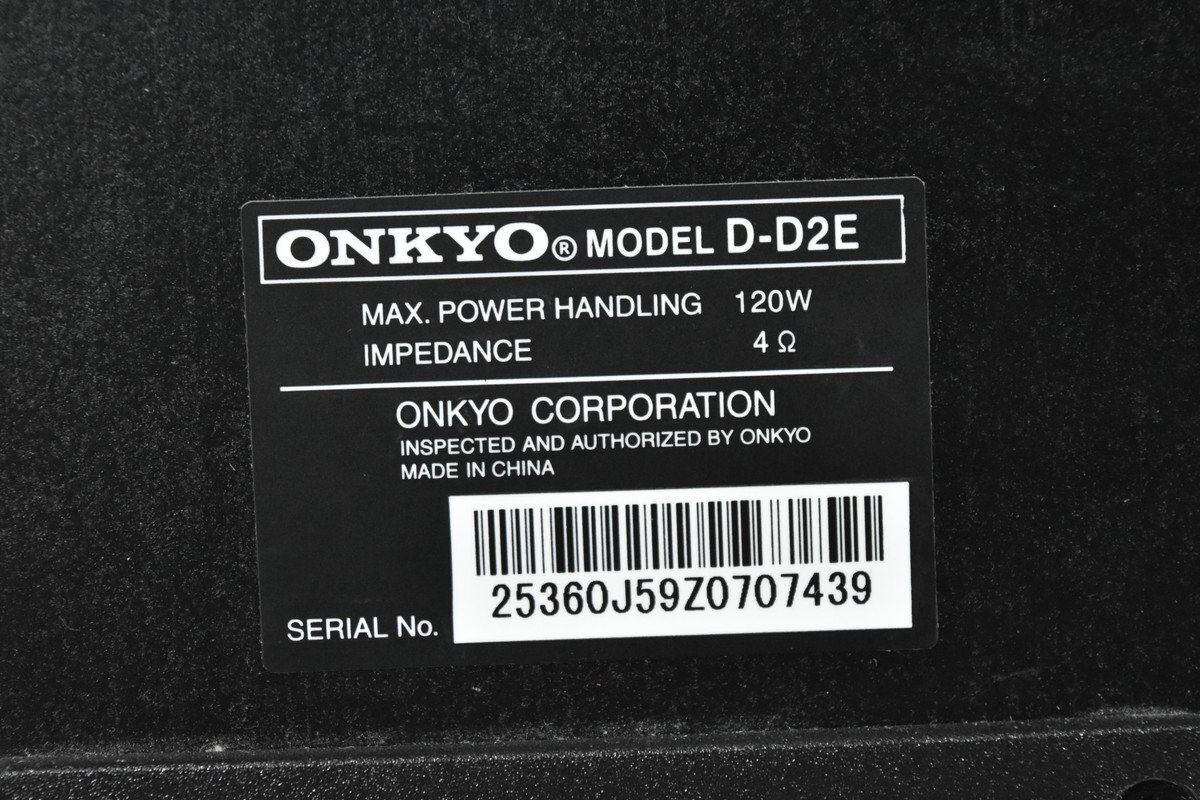 ONKYO® MODEL D-D2E
MAX. POWER HANDLING 120W
IMPEDANCE 4 Ω
ONKYO CORPORATION
INSPECTED AND AUTHORIZED BY ONKYO
MADE IN CHINA
25360J59Z0707439
SERIAL No.